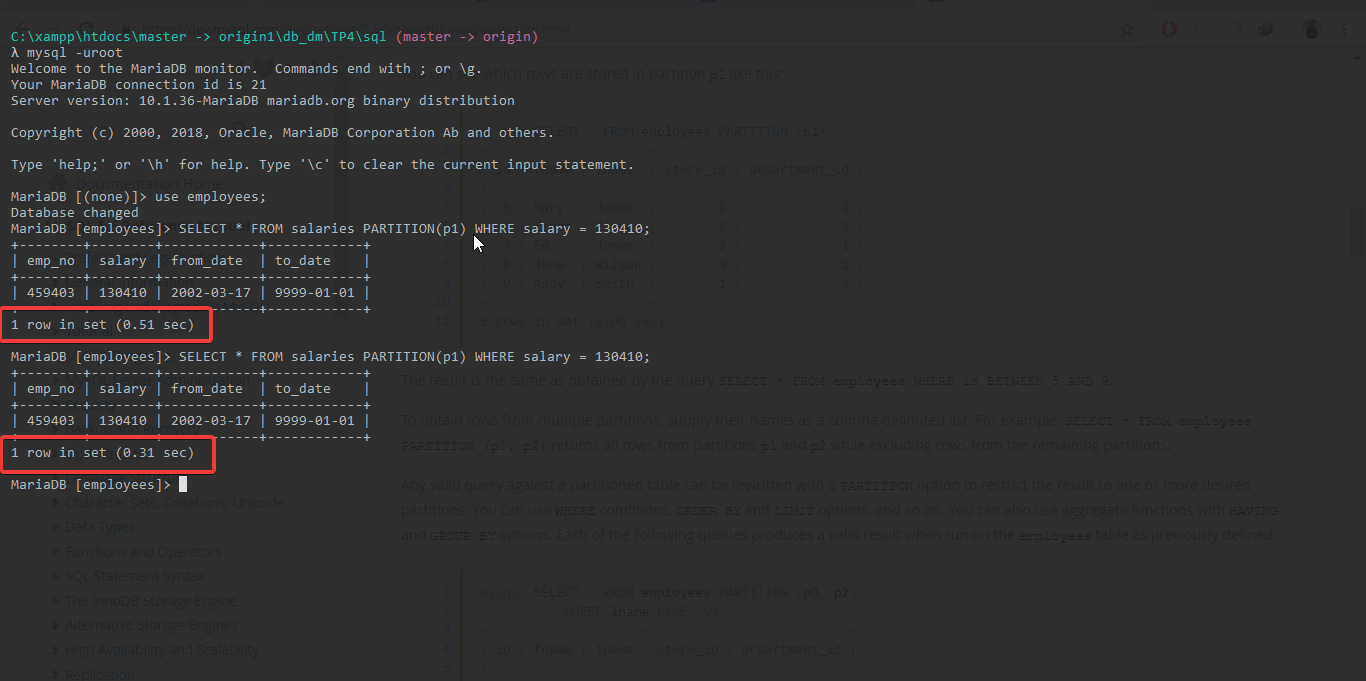 C:\xampp\htdocs\master -> origin1\db_dm\TP4\sql (master -> origin)
λ mysql -uroot
Welcome to the MariaDB monitor.  Commands end with ; or \g.
Your MariaDB connection id is 21
Server version: 10.1.36-MariaDB mariadb.org binary distribution
Copyright (c) 2000, 2018, Oracle, MariaDB Corporation Ab and others.
Type 'help;' or '\h' for help. Type '\c' to clear the current input statement.
MariaDB [(none)]> use employees;
Database changed
MariaDB [employees]> SELECT * FROM salaries PARTITION(p1) WHERE salary = 130410;
+--------+--------+------------+------------+
| emp_no | salary | from_date  | to_date    |
+--------+--------+------------+------------+
| 459403 | 130410 | 2002-03-17 | 9999-01-01 |
+--------+--------+------------+------------+
1 row in set (0.51 sec)
MariaDB [employees]> SELECT * FROM salaries PARTITION(p1) WHERE salary = 130410;
+--------+--------+------------+------------+
| emp_no | salary | from_date  | to_date    |
+--------+--------+------------+------------+
| 459403 | 130410 | 2002-03-17 | 9999-01-01 |
+--------+--------+------------+------------+
1 row in set (0.31 sec)
MariaDB [employees]>
which rows are stored in partition p1 like this:
SELECT * FROM employees PARTITION (p1)
store_id | department_id |
5 | Mary | Jones | 1 | 1 |
7 | Ed | Jones | 2 | 1 |
8 | June | Wilson | 3 | 1 |
9 | Andy | Smith | 1 | 3 |
5 rows in set (0.00 sec)
The result is the same as obtained by the query SELECT * FROM employees WHERE id BETWEEN 5 AND 9.
To obtain rows from multiple partitions, supply their names as a comma-delimited list. For example, SELECT * FROM employees
PARTITION (p1, p2) returns all rows from partitions p1 and p2 while excluding rows from the remaining partitions.
Any valid query against a partitioned table can be rewritten with a PARTITION option to restrict the result to one or more desired
partitions. You can use WHERE conditions, ORDER BY and LIMIT options, and so on. You can also use aggregate functions with HAVING
and GROUP BY options. Each of the following queries produces a valid result when run on the employees table as previously defined:
mysql> SELECT * FROM employees PARTITION (p0, p2)
-> WHERE lname LIKE 'S%';
| id | fname | lname | store_id | department_id |
Documentation Home
Character Sets, Collations, Unicode
Data Types
Functions and Operators
SQL Statement Syntax
The InnoDB Storage Engine
Alternative Storage Engines
High Availability and Scalability
Replication